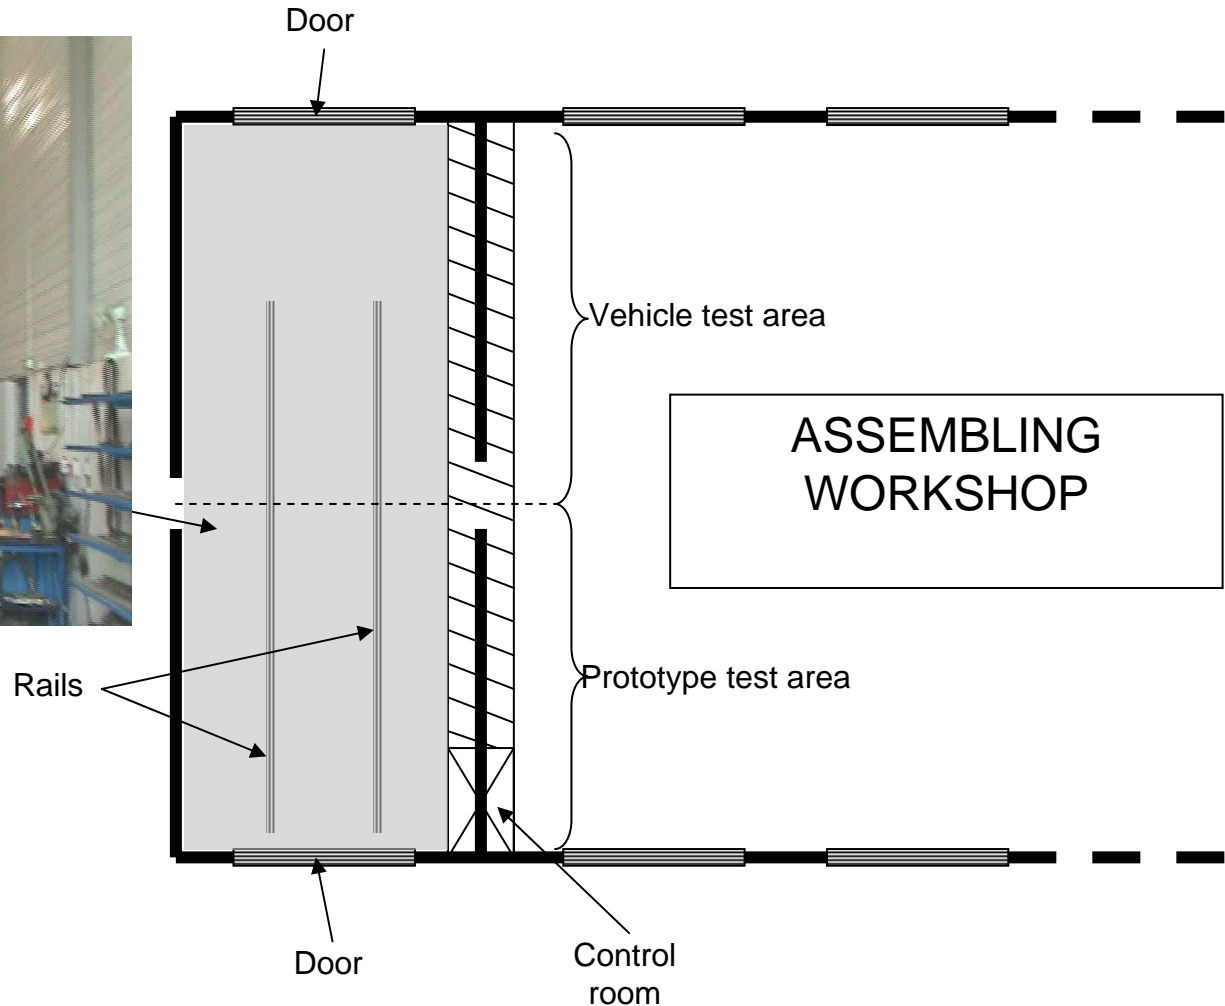 Door
Vehicle test area
ASSEMBLING
WORKSHOP
Rails
Prototype test area
Door
Control
room